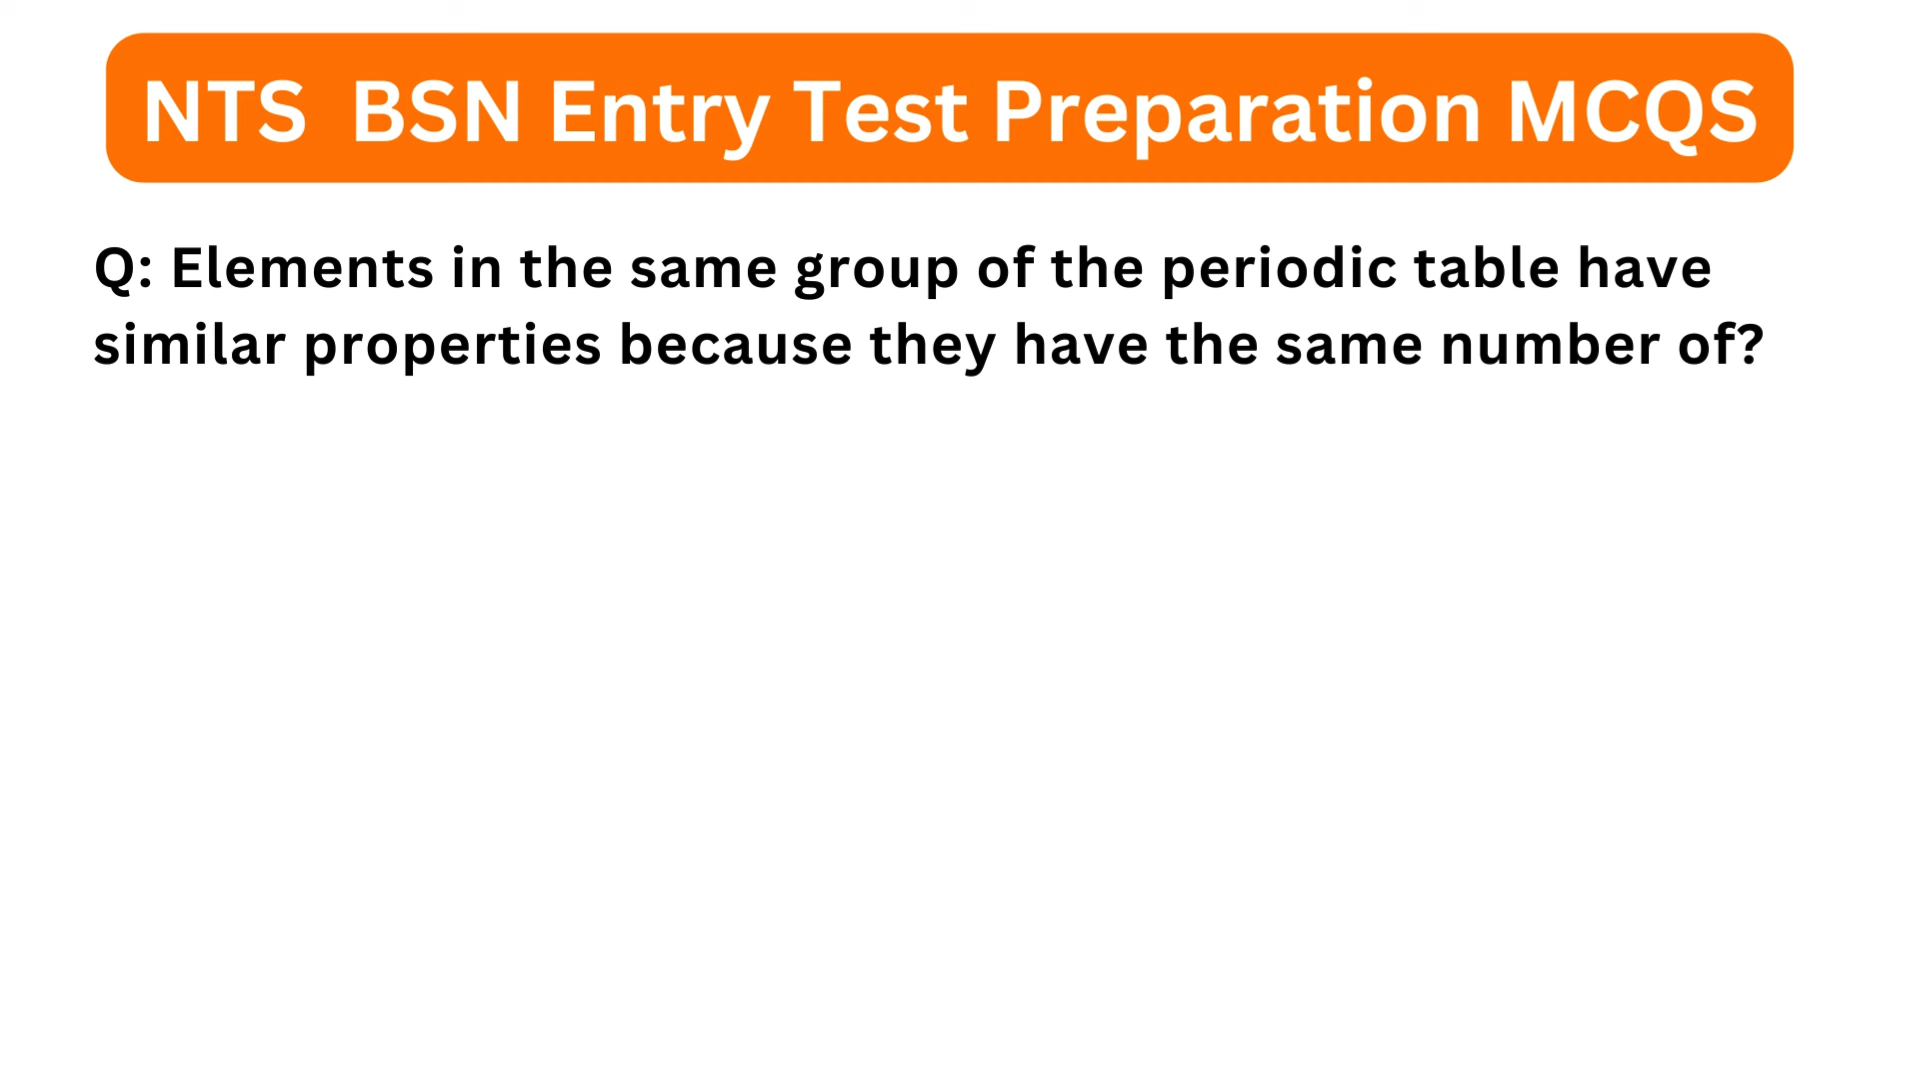 NTS BSN Entry Test Preparation MCQS
Q: Elements in the same group of the periodic table have
similar properties because they have the same number of?